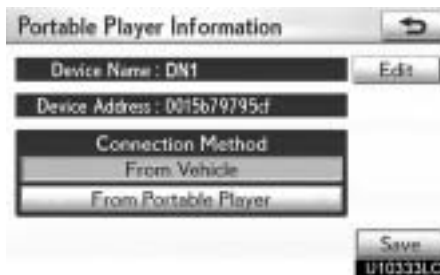 Portable Player Information
Device Name : DN1
Edit
Device Address : 0015b79795cf
Connection Method
From Vehicle
From Portable Player
Save
U10333LC